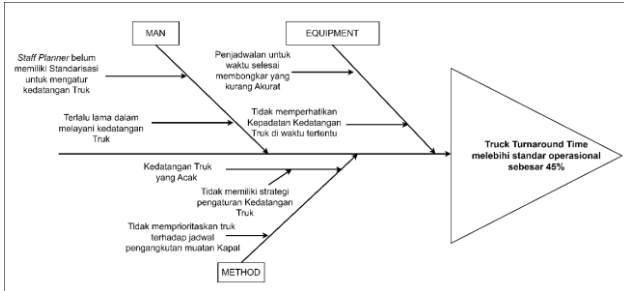 MAN
EQUIPMENT
Staff Planner belum
memiliki Standarisasi
untuk mengatur
kedatangan Truk
Penjadwalan untuk
waktu selesai
membongkar yang
kurang Akurat
Terlalu lama dalam
melayani kedatangan
Truk
Tidak memperhatikan
Kepadatan Kedatangan
Truk di waktu tertentu
Truck Turnaround Time
melebihi standar operasional
sebesar 45%
Kedatangan Truk
yang Acak
Tidak memiliki strategi
pengaturan Kedatangan
Truk
Tidak memprioritaskan truk
terhadap jadwal
pengangkutan muatan Kapal
METHOD